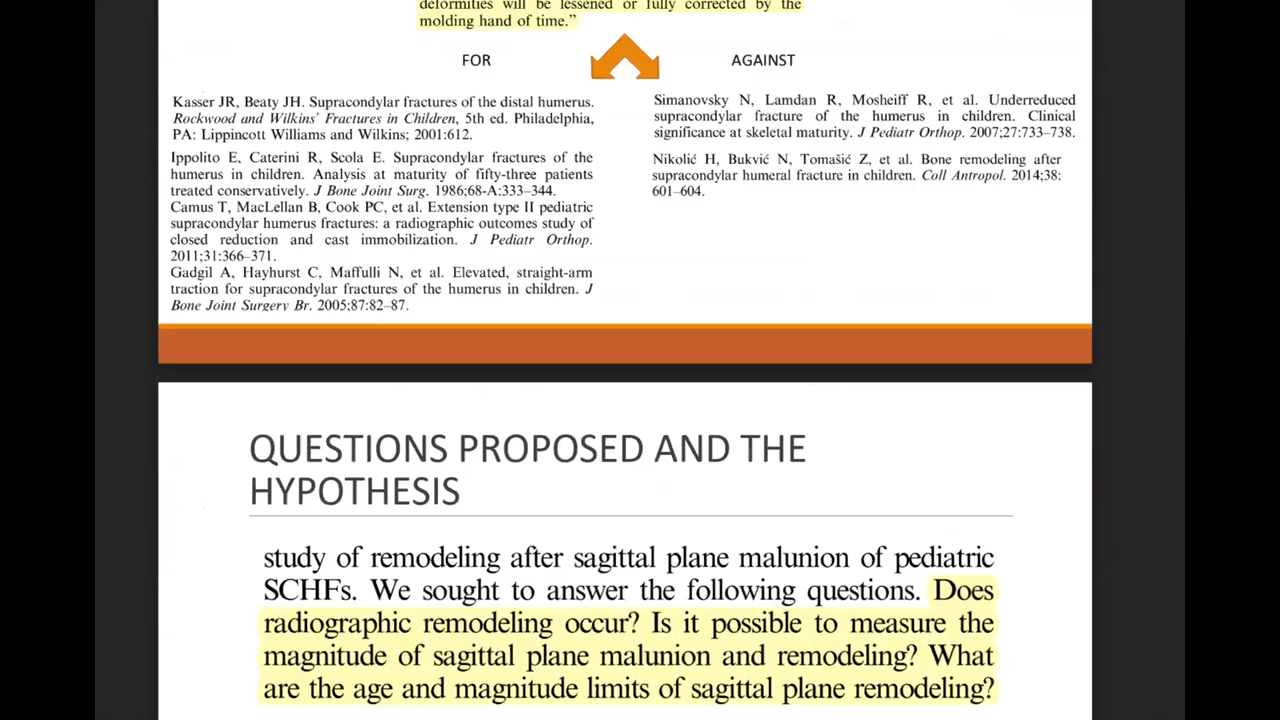 deformities will be lessened or fully corrected by the
molding hand of time.”
FOR
AGAINST
Kasser JR, Beaty JH. Supracondylar fractures of the distal humerus.
Rockwood and Wilkins’ Fractures in Children, 5th ed. Philadelphia,
PA: Lippincott Williams and Wilkins; 2001:612.
Ippolito E, Caterini R, Scola E. Supracondylar fractures of the
humerus in children. Analysis at maturity of fifty-three patients
treated conservatively. J Bone Joint Surg. 1986;68-A:333–344.
Camus T, MacLellan B, Cook PC, et al. Extension type II pediatric
supracondylar humerus fractures: a radiographic outcomes study of
closed reduction and cast immobilization. J Pediatr Orthop.
2011;31:366–371.
Gadgil A, Hayhurst C, Maffulli N, et al. Elevated, straight-arm
traction for supracondylar fractures of the humerus in children. J
Bone Joint Surgery Br. 2005;87:82–87.
Simanovsky N, Lamdan R, Mosheiff R, et al. Underreduced
supracondylar fracture of the humerus in children. Clinical
significance at skeletal maturity. J Pediatr Orthop. 2007;27:733–738.
Nikolić H, Bukvić N, Tomašić Z, et al. Bone remodeling after
supracondylar humeral fracture in children. Coll Antropol. 2014;38:
601–604.
QUESTIONS PROPOSED AND THE
HYPOTHESIS
study of remodeling after sagittal plane malunion of pediatric
SCHFs. We sought to answer the following questions. Does
radiographic remodeling occur? Is it possible to measure the
magnitude of sagittal plane malunion and remodeling? What
are the age and magnitude limits of sagittal plane remodeling?